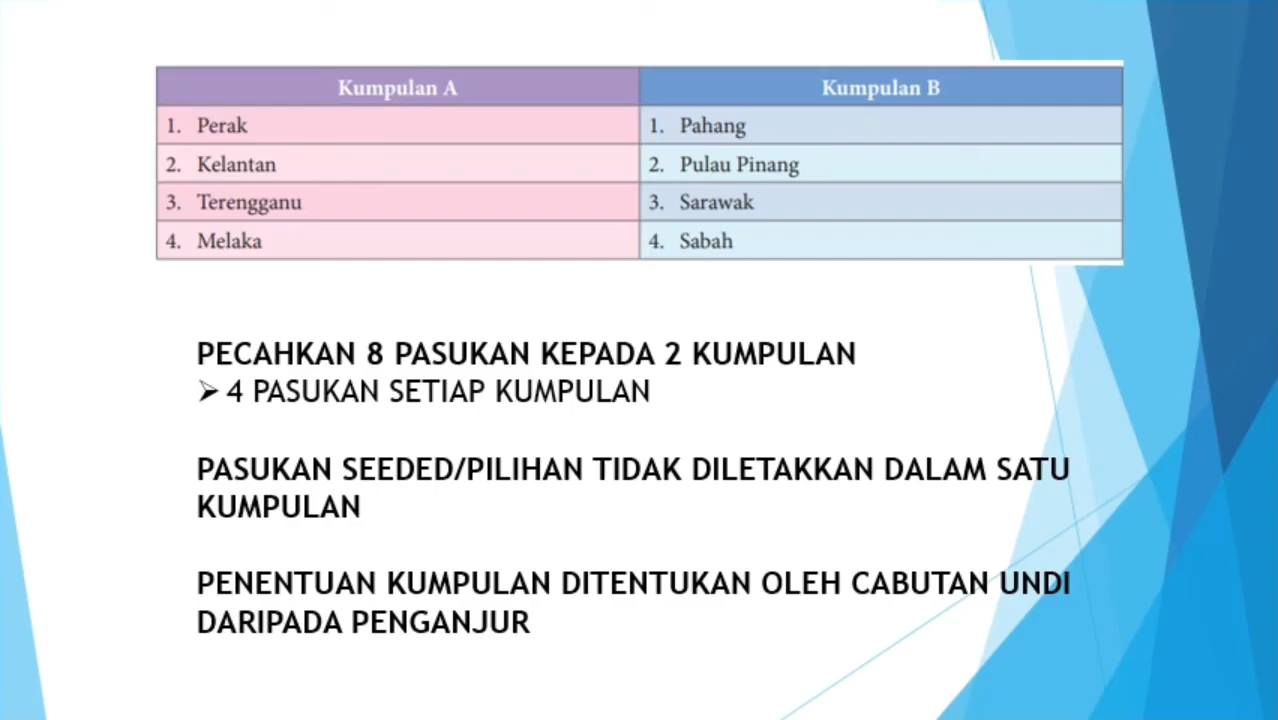 Kumpulan A Kumpulan B
1. Perak 1. Pahang
2. Kelantan 2. Pulau Pinang
3. Terengganu 3. Sarawak
4. Melaka 4. Sabah
PECAHKAN 8 PASUKAN KEPADA 2 KUMPULAN
➢ 4 PASUKAN SETIAP KUMPULAN
PASUKAN SEEDED/PILIHAN TIDAK DILETAKKAN DALAM SATU
KUMPULAN
PENENTUAN KUMPULAN DITENTUKAN OLEH CABUTAN UNDI
DARIPADA PENGANJUR